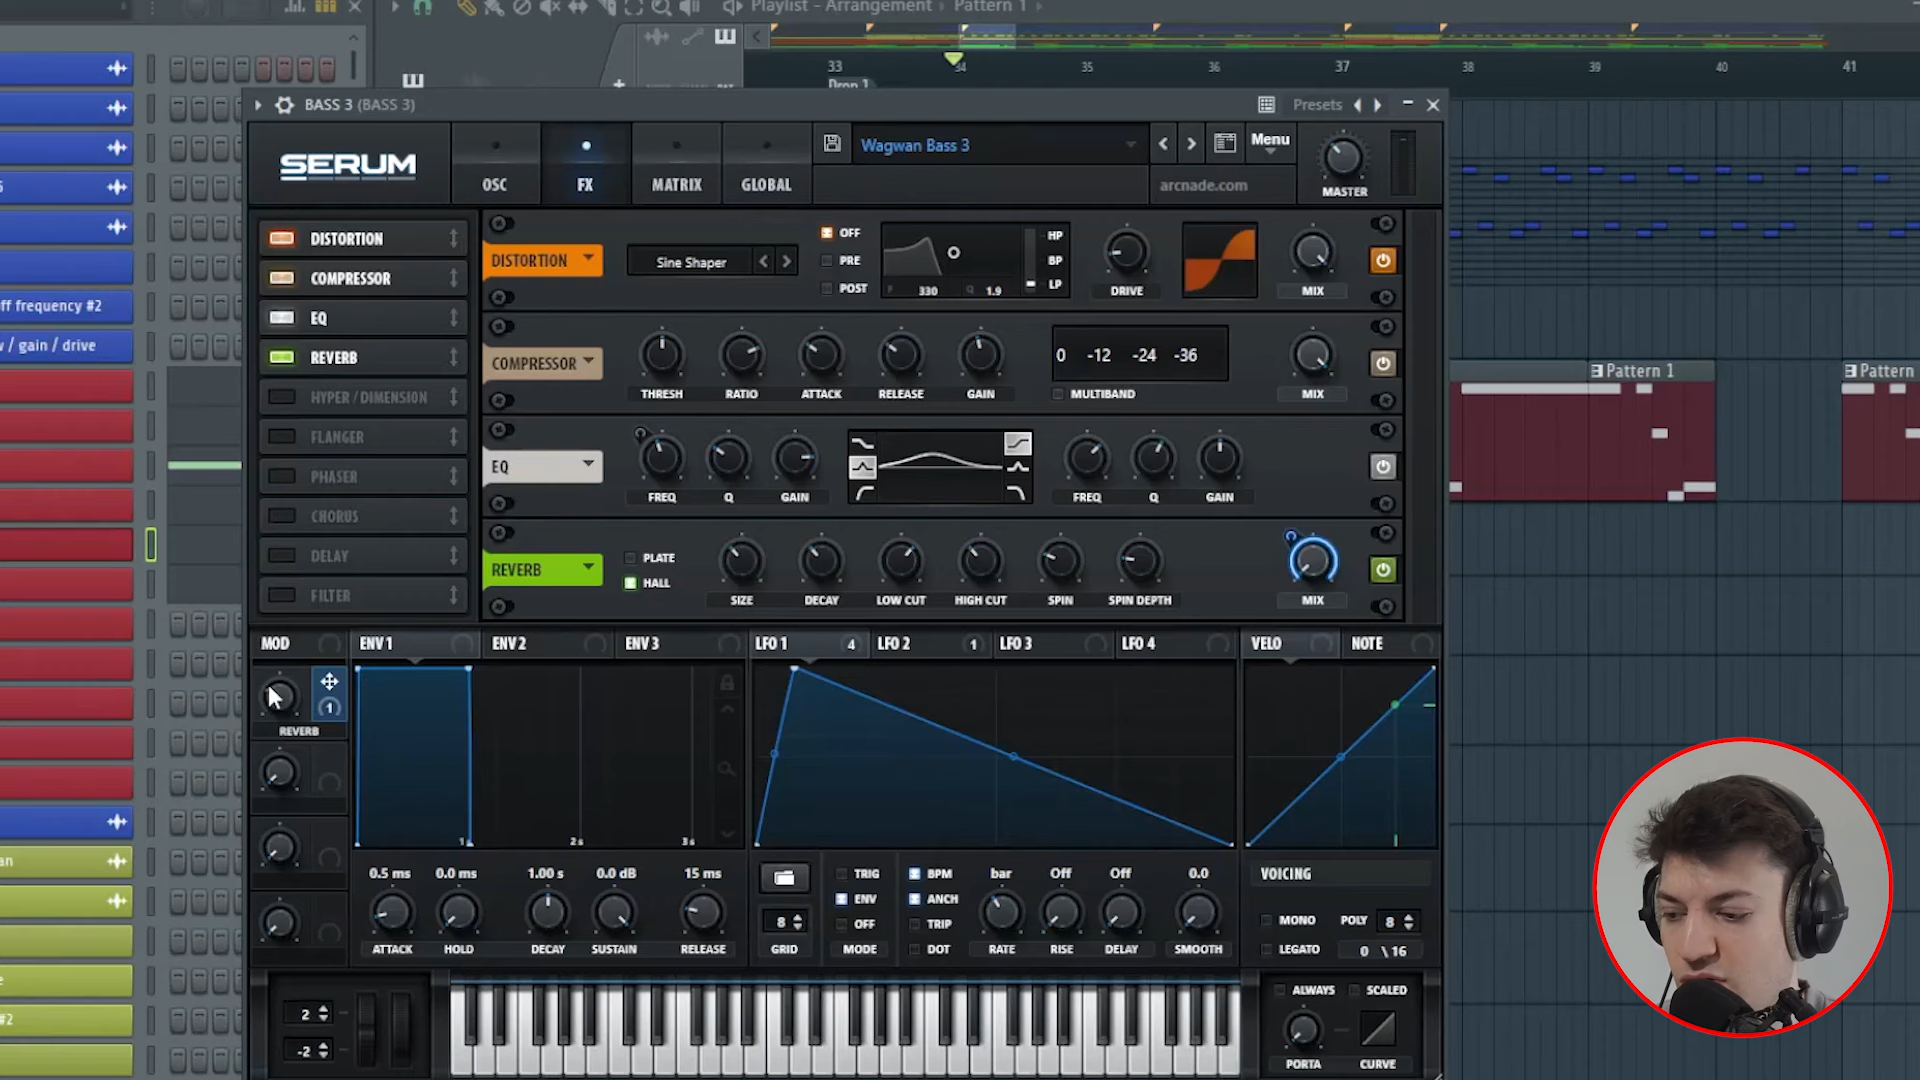 Playlist - Arrangement › Pattern 1
33 34 35 36 37 38 39 40 41
Drop 1
BASS 3 (BASS 3)
Presets
SERUM
OSC
FX
MATRIX
GLOBAL
Wagwan Bass 3
Menu
arcnade.com
MASTER
ff frequency #2
/ gain / drive
DISTORTION
COMPRESSOR
EQ
REVERB
HYPER / DIMENSION
FLANGER
PHASER
CHORUS
DELAY
FILTER
DISTORTION
Sine Shaper
OFF
PRE
POST
F 330 Q 1.9
HP
BP
LP
DRIVE
MIX
COMPRESSOR
THRESH
RATIO
ATTACK
RELEASE
GAIN
0 -12 -24 -36
MULTIBAND
MIX
EQ
FREQ
Q
GAIN
FREQ
Q
GAIN
REVERB
PLATE
HALL
SIZE
DECAY
LOW CUT
HIGH CUT
SPIN
SPIN DEPTH
MIX
Pattern 1
Pattern
MOD
ENV 1
ENV 2
ENV 3
LFO 1 4
LFO 2 1
LFO 3
LFO 4
VELO
NOTE
1
REVERB
1s 2s 3s
0.5 ms
0.0 ms
1.00 s
0.0 dB
15 ms
ATTACK
HOLD
DECAY
SUSTAIN
RELEASE
8
GRID
TRIG
ENV
OFF
MODE
BPM
ANCH
TRIP
DOT
bar
Off
Off
0.0
RATE
RISE
DELAY
SMOOTH
VOICING
MONO
POLY 8
LEGATO
0 \ 16
2
-2
ALWAYS
SCALED
PORTA
CURVE
an
#2